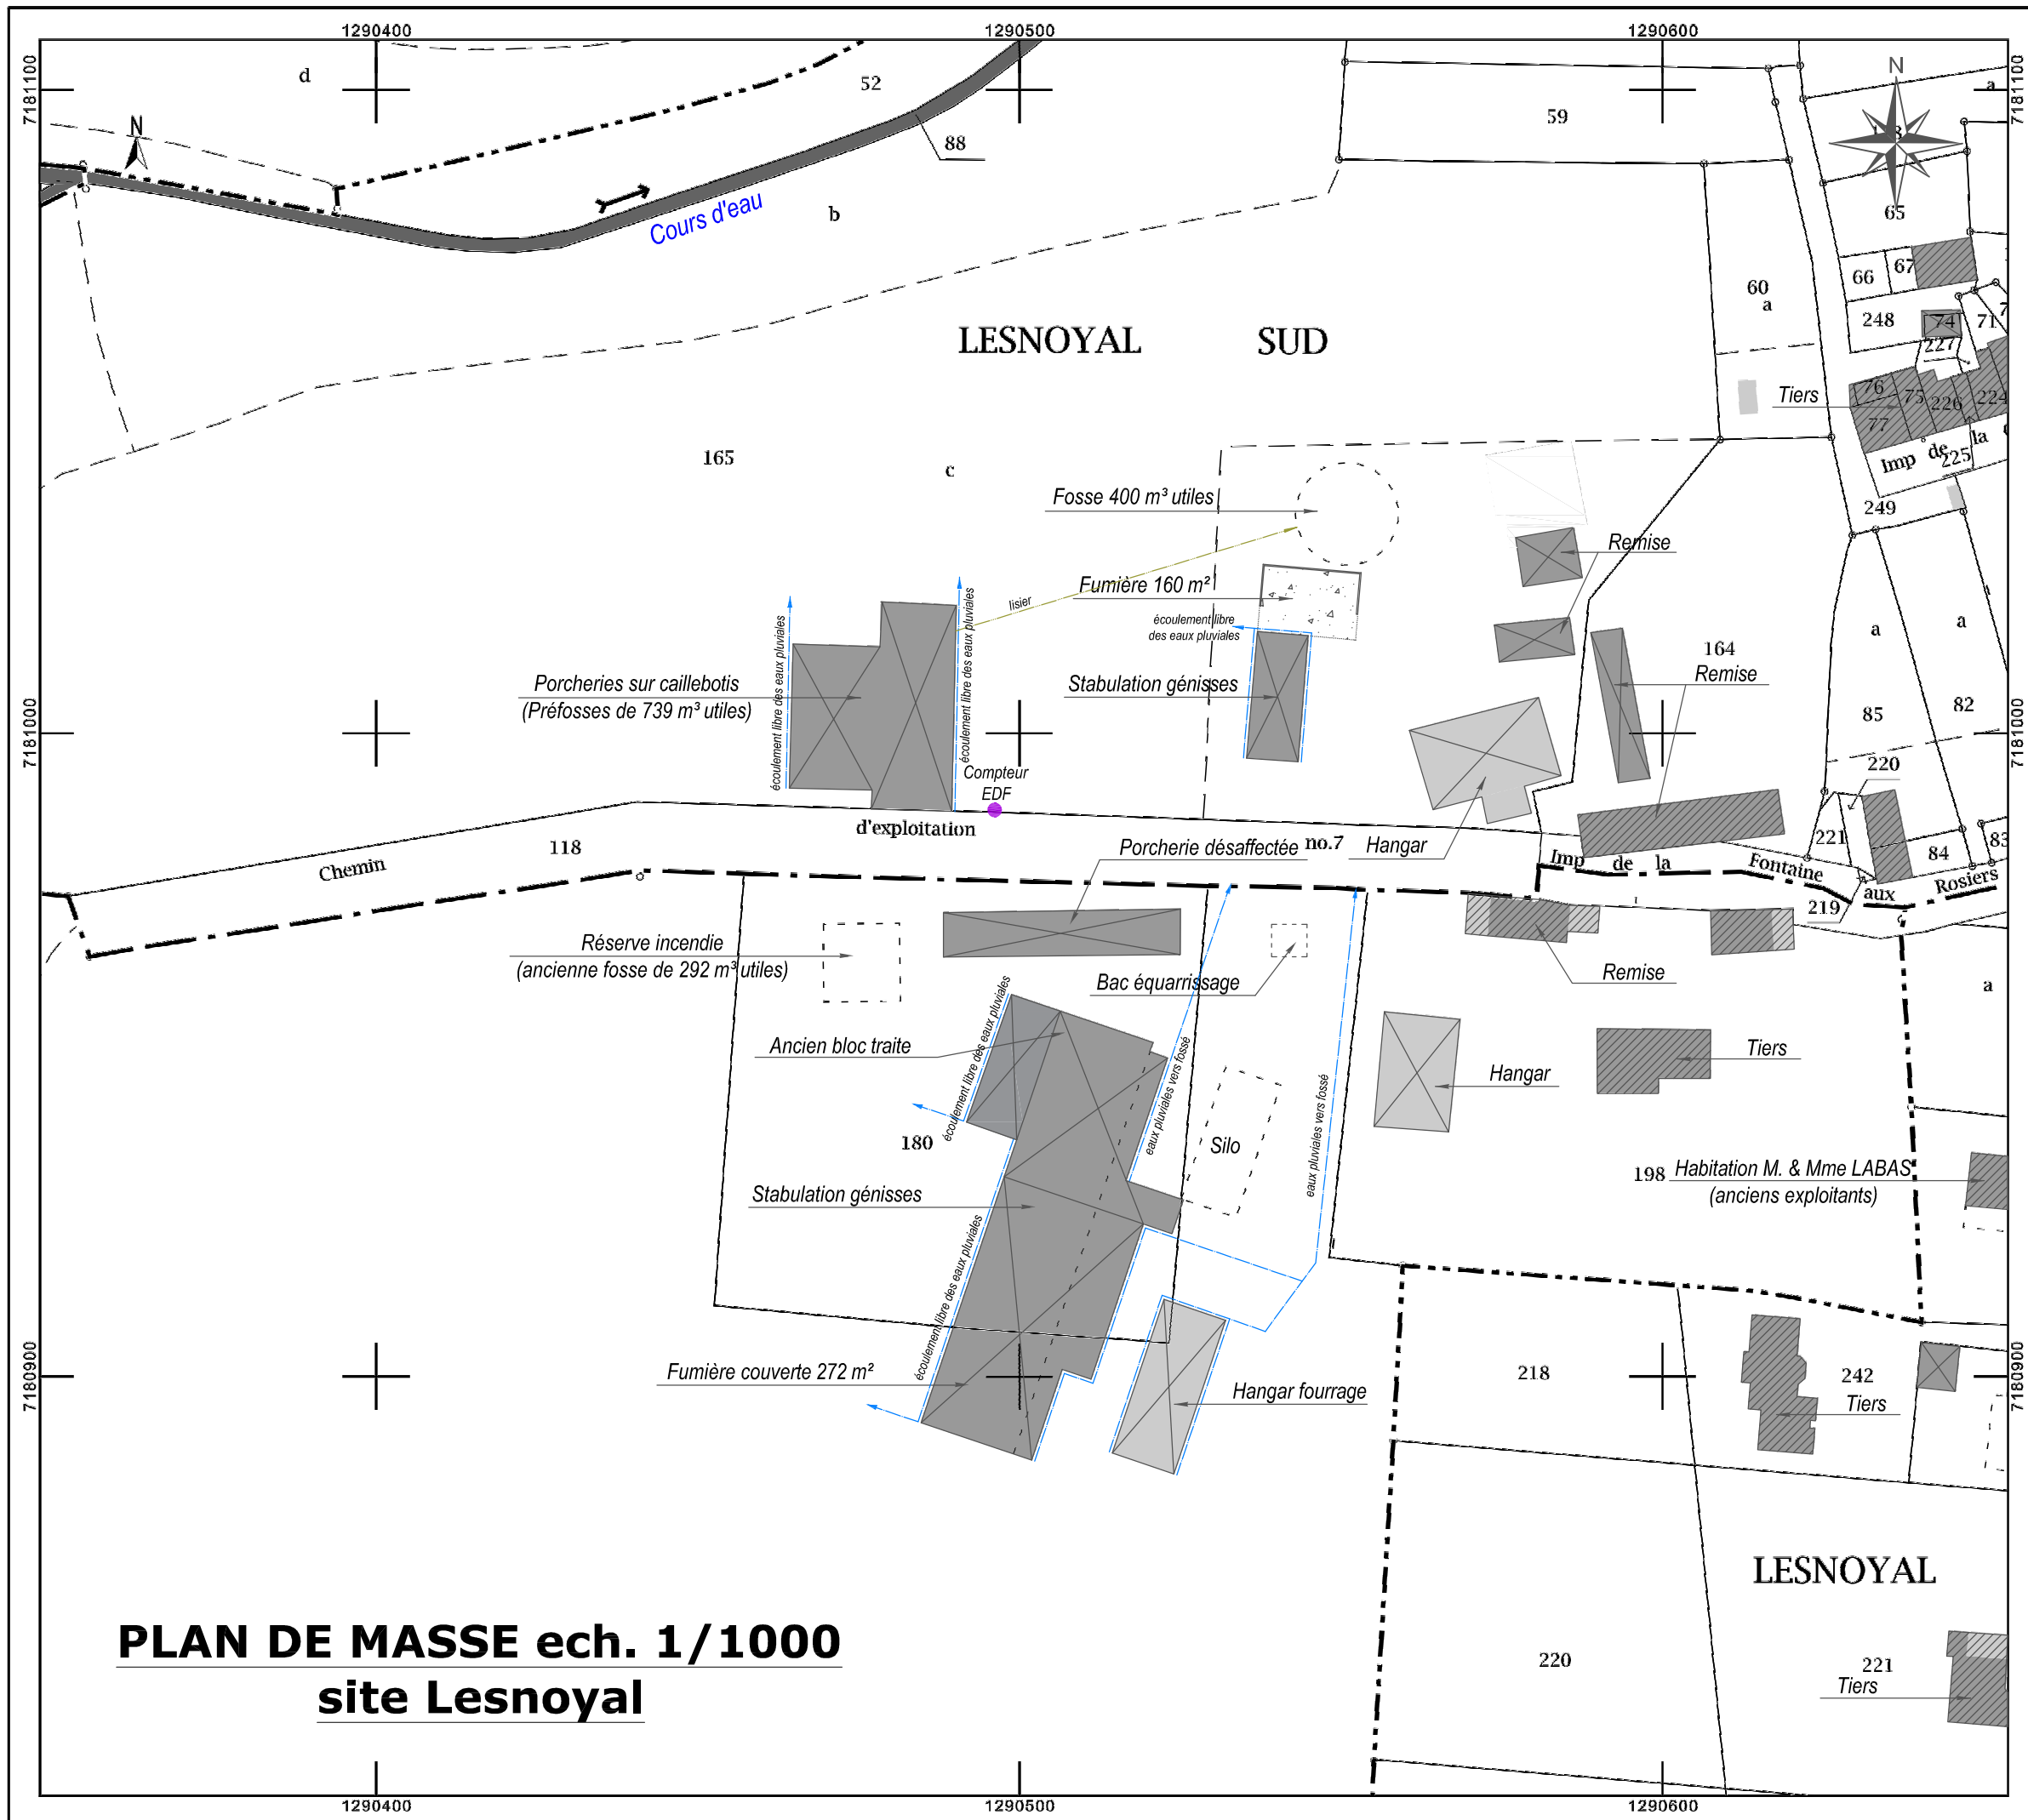 1290400
1290500
1290600
7181100
7181100
N
N
d
52
88
59
a
65
Cours d'eau
b
66
67
60
a
248
74
71
227
LESNOYAL
SUD
Tiers
76
75
226
224
77
Imp de la
225
165
c
249
Fosse 400 m³ utiles
Remise
Fumière 160 m²
lisier
écoulement libre
des eaux pluviales
écoulement libre des eaux pluviales
écoulement libre des eaux pluviales
a
a
164
Remise
Porcheries sur caillebotis
(Préfosses de 739 m³ utiles)
Stabulation génisses
85
82
7181000
7181000
220
Compteur
EDF
d'exploitation
118
Chemin
Porcherie désaffectée
no.7
Hangar
221
84
83
Imp de la Fontaine aux Rosiers
219
Réserve incendie
(ancienne fosse de 292 m³ utiles)
Bac équarrissage
Remise
a
Ancien bloc traite
écoulement libre des eaux pluviales
eaux pluviales vers fossé
eaux pluviales vers fossé
Hangar
Tiers
180
Silo
198
Habitation M. & Mme LABAS
(anciens exploitants)
Stabulation génisses
écoulement libre des eaux pluviales
Fumière couverte 272 m²
Hangar fourrage
218
242
Tiers
7180900
7180900
LESNOYAL
220
221
Tiers
PLAN DE MASSE ech. 1/1000
site Lesnoyal
1290400
1290500
1290600